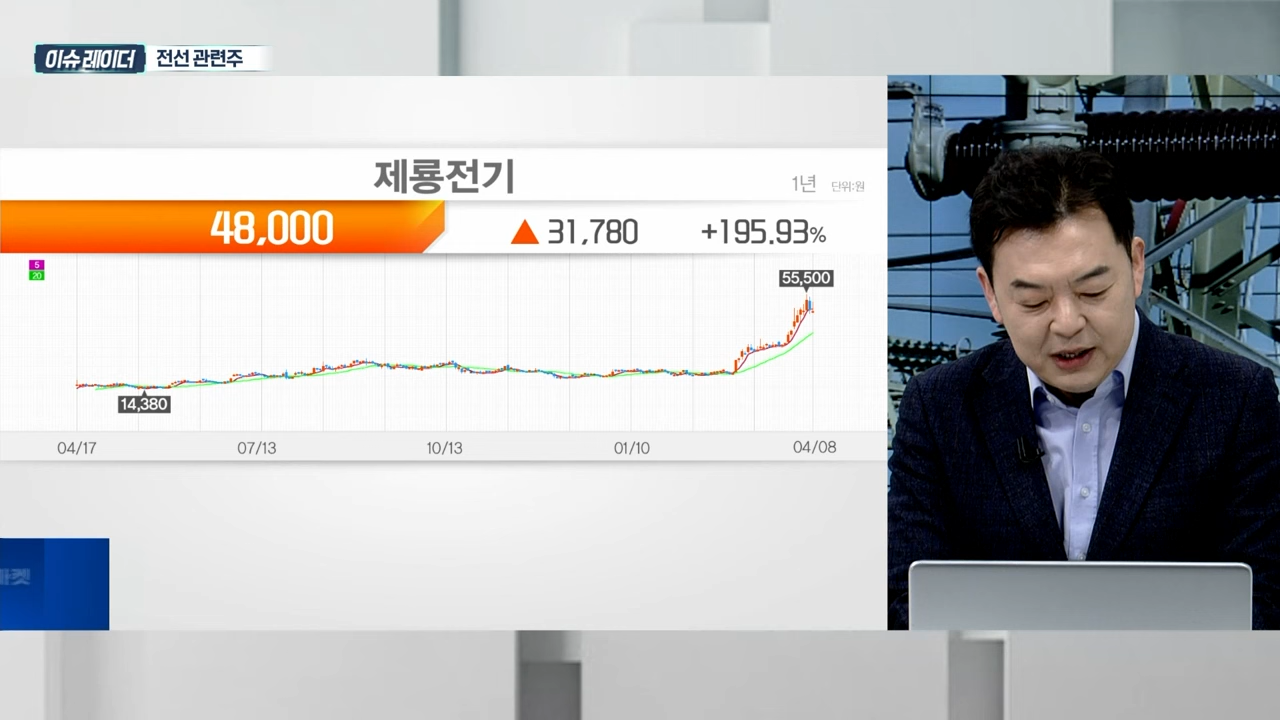 이슈 레이더 전선 관련주
제룡전기
1년 단위:원
48,000 ▲ 31,780 +195.93%
5
20
55,500
14,380
04/17 07/13 10/13 01/10 04/08
마켓